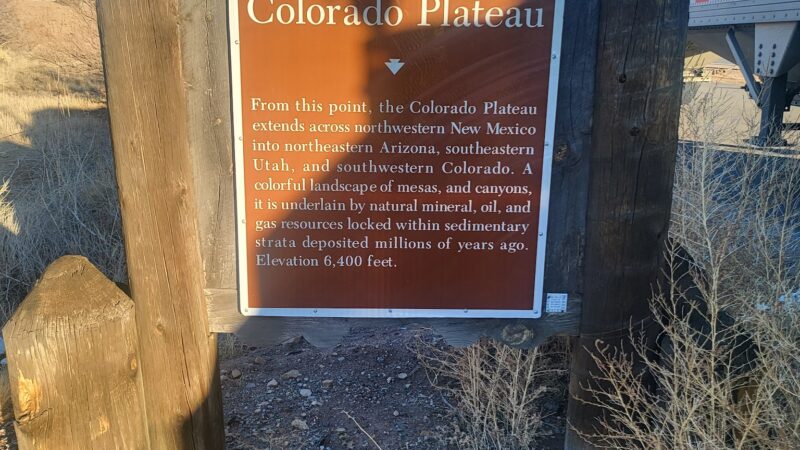 Colorado Plateau
From this point, the Colorado Plateau
extends across northwestern New Mexico
into northeastern Arizona, southeastern
Utah, and southwestern Colorado. A
colorful landscape of mesas, and canyons,
it is underlain by natural mineral, oil, and
gas resources locked within sedimentary
strata deposited millions of years ago.
Elevation 6,400 feet.